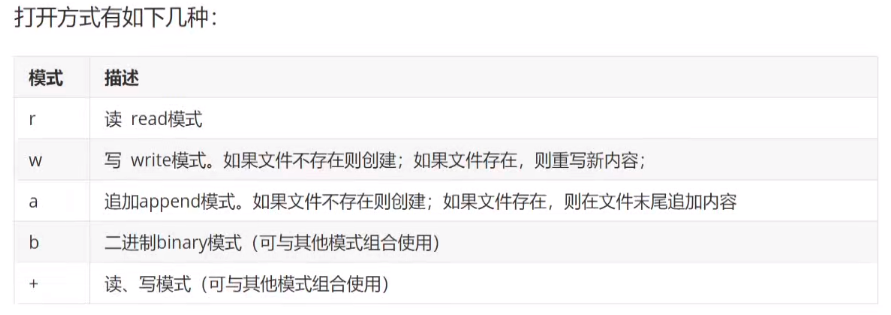 打开方式有如下几种：
模式 描述
r 读 read模式
w 写 write模式。如果文件不存在则创建；如果文件存在，则重写新内容；
a 追加append模式。如果文件不存在则创建；如果文件存在，则在文件末尾追加内容
b 二进制binary模式（可与其他模式组合使用）
+ 读、写模式（可与其他模式组合使用）